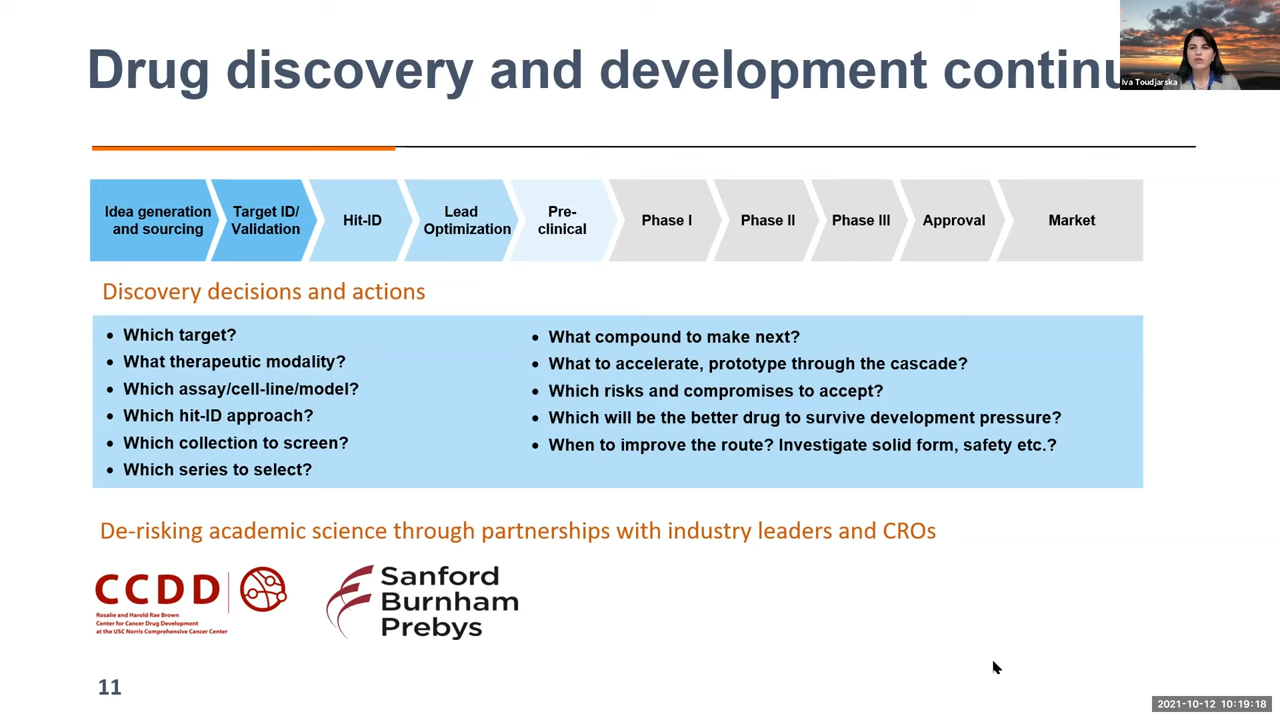 Drug discovery and development continu
Iva Toudjarska
Idea generation
and sourcing
Target ID/
Validation
Hit-ID
Lead
Optimization
Pre-
clinical
Phase I
Phase II
Phase III
Approval
Market
Discovery decisions and actions
• Which target?
• What therapeutic modality?
• Which assay/cell-line/model?
• Which hit-ID approach?
• Which collection to screen?
• Which series to select?
• What compound to make next?
• What to accelerate, prototype through the cascade?
• Which risks and compromises to accept?
• Which will be the better drug to survive development pressure?
• When to improve the route? Investigate solid form, safety etc.?
De-risking academic science through partnerships with industry leaders and CROs
CCDD
Rosalie and Harold Rae Brown
Center for Cancer Drug Development
at the USC Norris Comprehensive Cancer Center
Sanford
Burnham
Prebys
11
2021-10-12 10:19:18